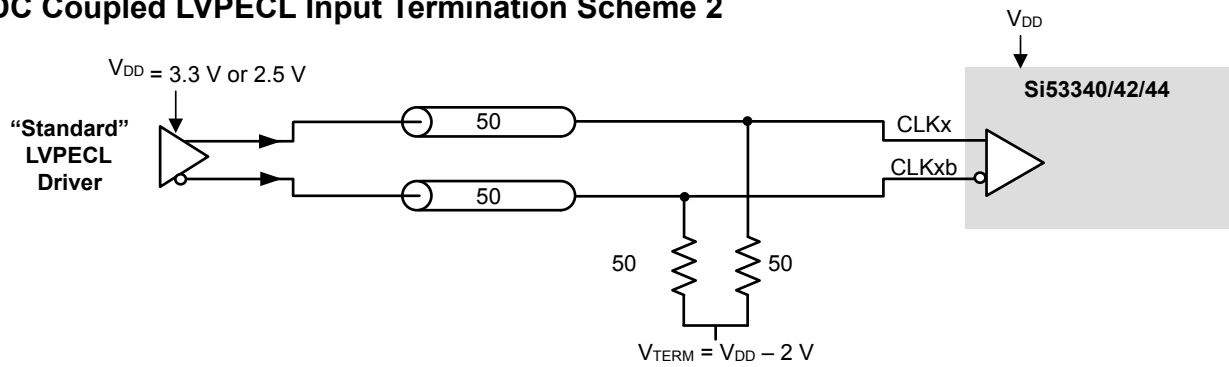 DC Coupled LVPECL Input Termination Scheme 2
VDD
VDD = 3.3 V or 2.5 V
Si53340/42/44
“Standard”
LVPECL
Driver
50
CLKx
50
CLKxb
50
50
VTERM = VDD – 2 V